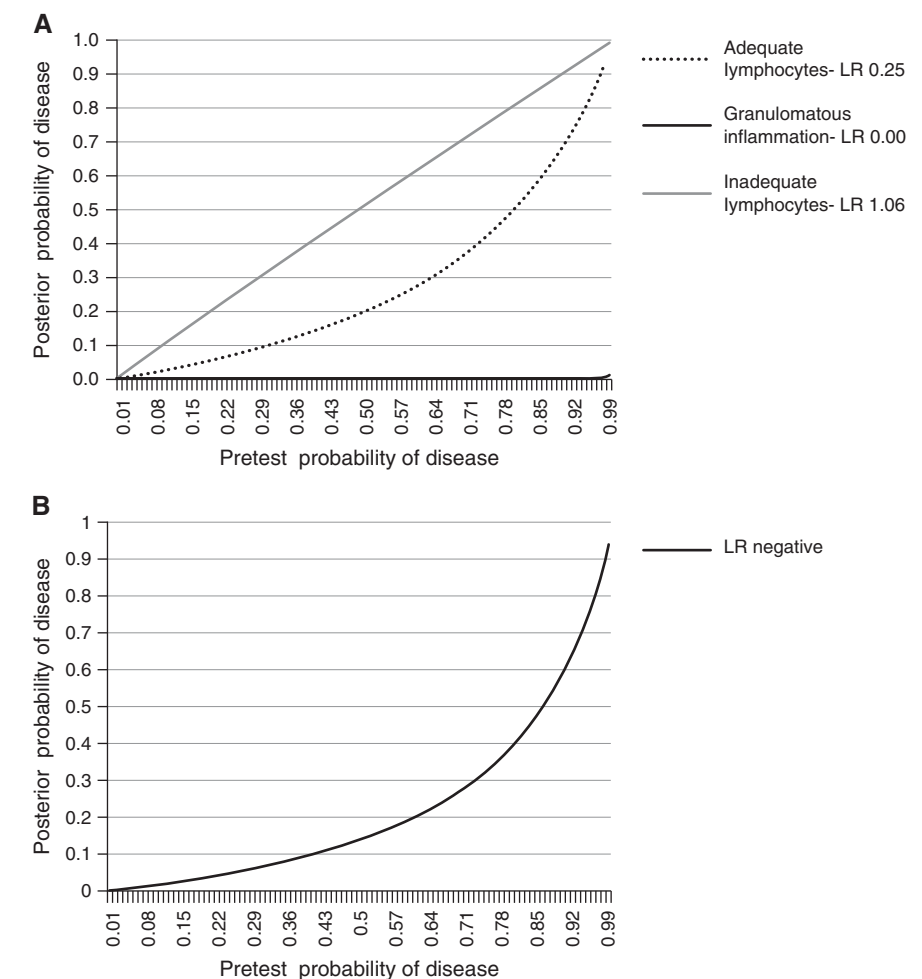 A
Posterior probability of disease
1.0
0.9
0.8
0.7
0.6
0.5
0.4
0.3
0.2
0.1
0.0
0.01 0.08 0.15 0.22 0.29 0.36 0.43 0.50 0.57 0.64 0.71 0.78 0.85 0.92 0.99
Pretest probability of disease
Adequate
lymphocytes- LR 0.25
Granulomatous
inflammation- LR 0.00
Inadequate
lymphocytes- LR 1.06
B
Posterior probability of disease
1
0.9
0.8
0.7
0.6
0.5
0.4
0.3
0.2
0.1
0
0.01 0.08 0.15 0.22 0.29 0.36 0.43 0.5 0.57 0.64 0.71 0.78 0.85 0.92 0.99
Pretest probability of disease
LR negative